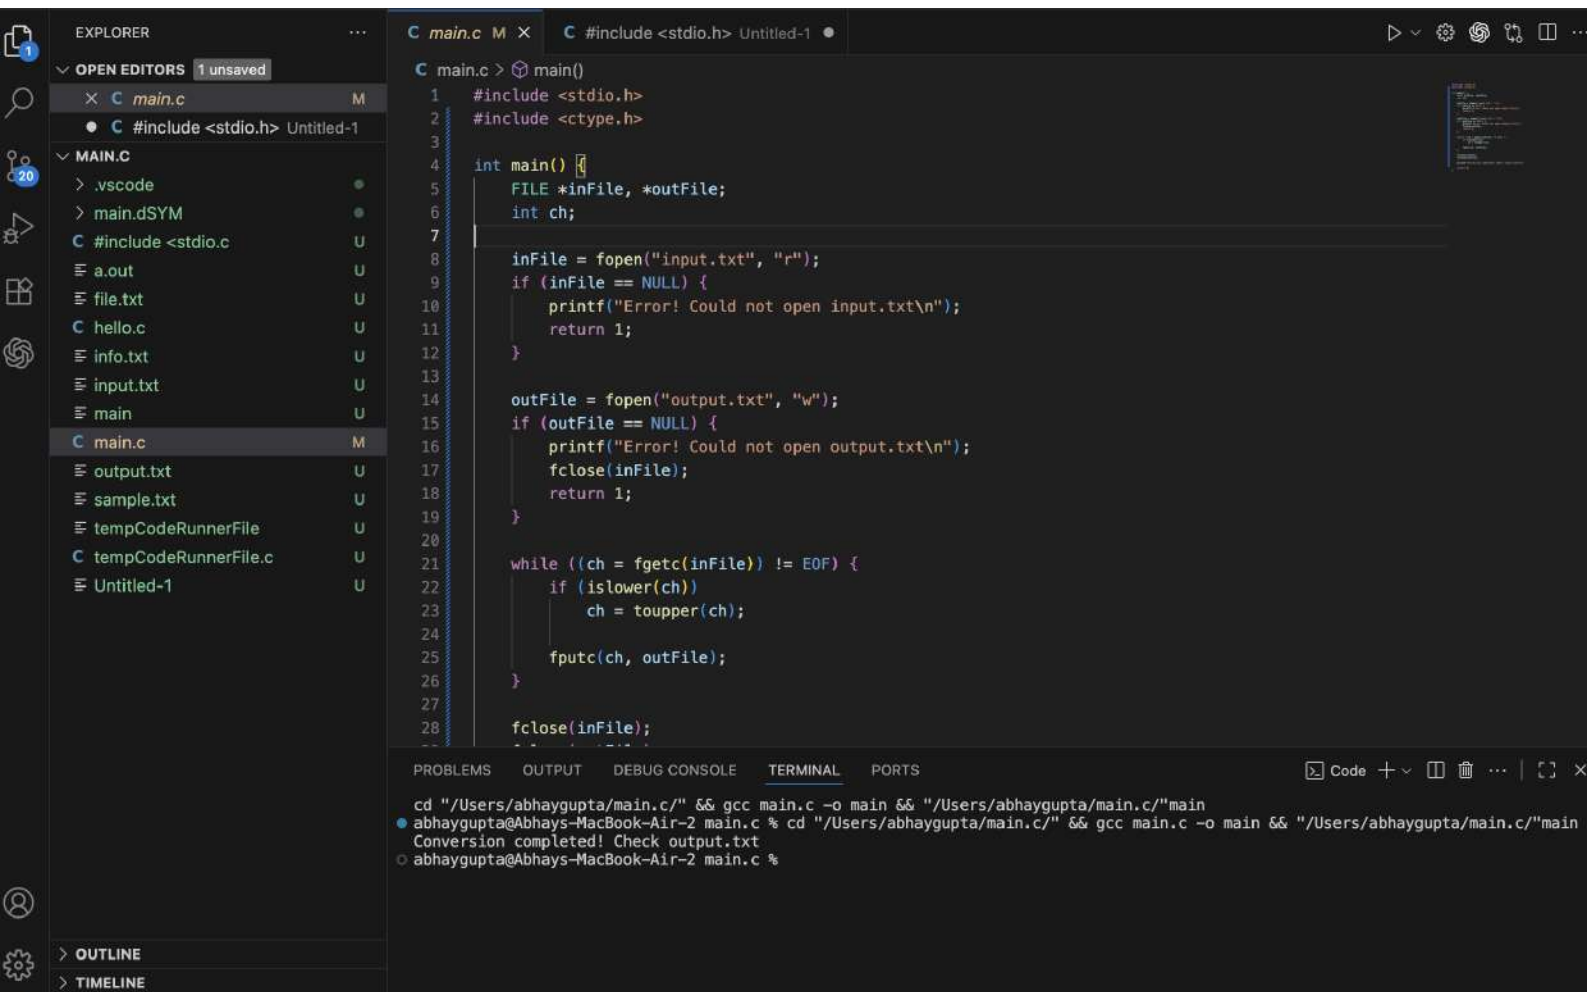 EXPLORER
OPEN EDITORS 1 unsaved
main.c M
#include <stdio.h> Untitled-1
MAIN.C
.vscode
main.dSYM
#include <stdio.c U
a.out U
file.txt U
hello.c U
info.txt U
input.txt U
main U
main.c M
output.txt U
sample.txt U
tempCodeRunnerFile U
tempCodeRunnerFile.c U
Untitled-1 U
OUTLINE
TIMELINE
1
20
C main.c M
C #include <stdio.h> Untitled-1
C main.c > main()
1 #include <stdio.h>
2 #include <ctype.h>
3
4 int main() {
5 FILE *inFile, *outFile;
6 int ch;
7
8 inFile = fopen("input.txt", "r");
9 if (inFile == NULL) {
10 printf("Error! Could not open input.txt\n");
11 return 1;
12 }
13
14 outFile = fopen("output.txt", "w");
15 if (outFile == NULL) {
16 printf("Error! Could not open output.txt\n");
17 fclose(inFile);
18 return 1;
19 }
20
21 while ((ch = fgetc(inFile)) != EOF) {
22 if (islower(ch))
23 ch = toupper(ch);
24
25 fputc(ch, outFile);
26 }
27
28 fclose(inFile);
PROBLEMS OUTPUT DEBUG CONSOLE TERMINAL PORTS Code
cd "/Users/abhaygupta/main.c/" && gcc main.c -o main && "/Users/abhaygupta/main.c/"main
abhaygupta@Abhays-MacBook-Air-2 main.c % cd "/Users/abhaygupta/main.c/" && gcc main.c -o main && "/Users/abhaygupta/main.c/"main
Conversion completed! Check output.txt
abhaygupta@Abhays-MacBook-Air-2 main.c %